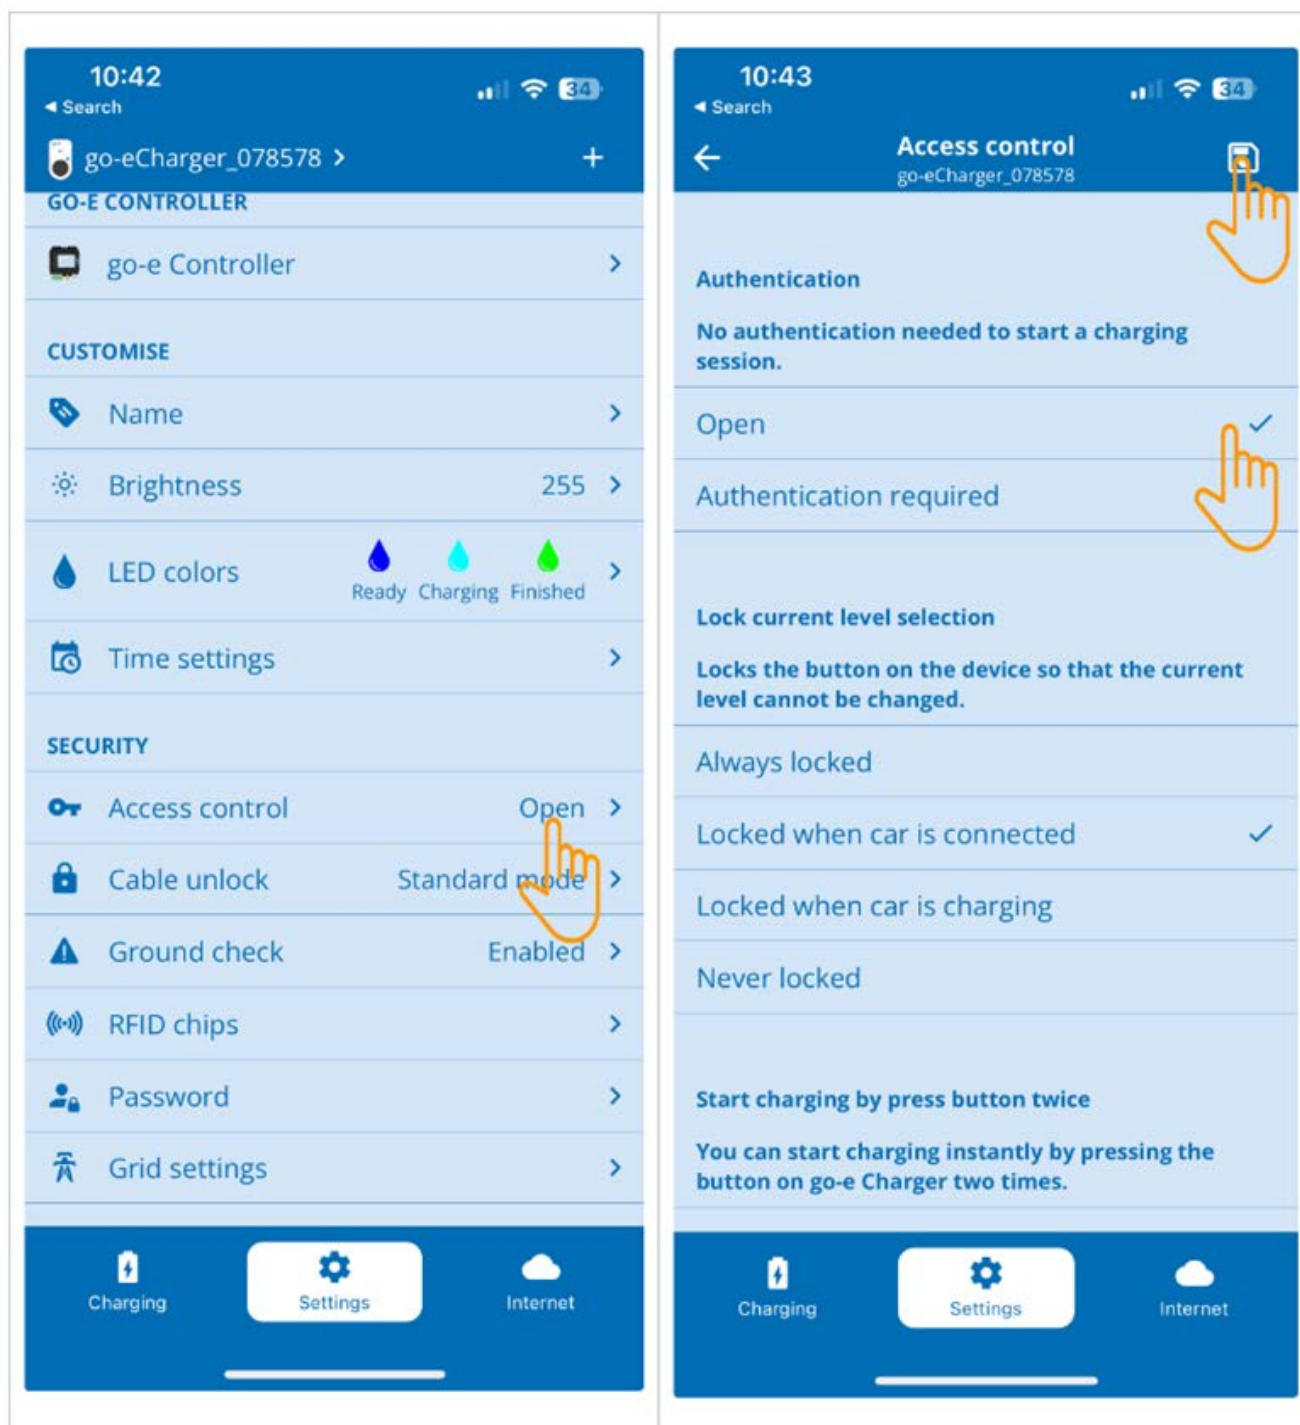 10:42
◄ Search
34
go-eCharger_078578 >
+
GO-E CONTROLLER
go-e Controller
CUSTOMISE
Name
Brightness 255
LED colors
Ready Charging Finished
Time settings
SECURITY
Access control Open
Cable unlock Standard mode
Ground check Enabled
RFID chips
Password
Grid settings
Charging Settings Internet
10:43
◄ Search
34
Access control
go-eCharger_078578
Authentication
No authentication needed to start a charging
session.
Open
Authentication required
Lock current level selection
Locks the button on the device so that the current
level cannot be changed.
Always locked
Locked when car is connected
Locked when car is charging
Never locked
Start charging by press button twice
You can start charging instantly by pressing the
button on go-e Charger two times.
Charging Settings Internet